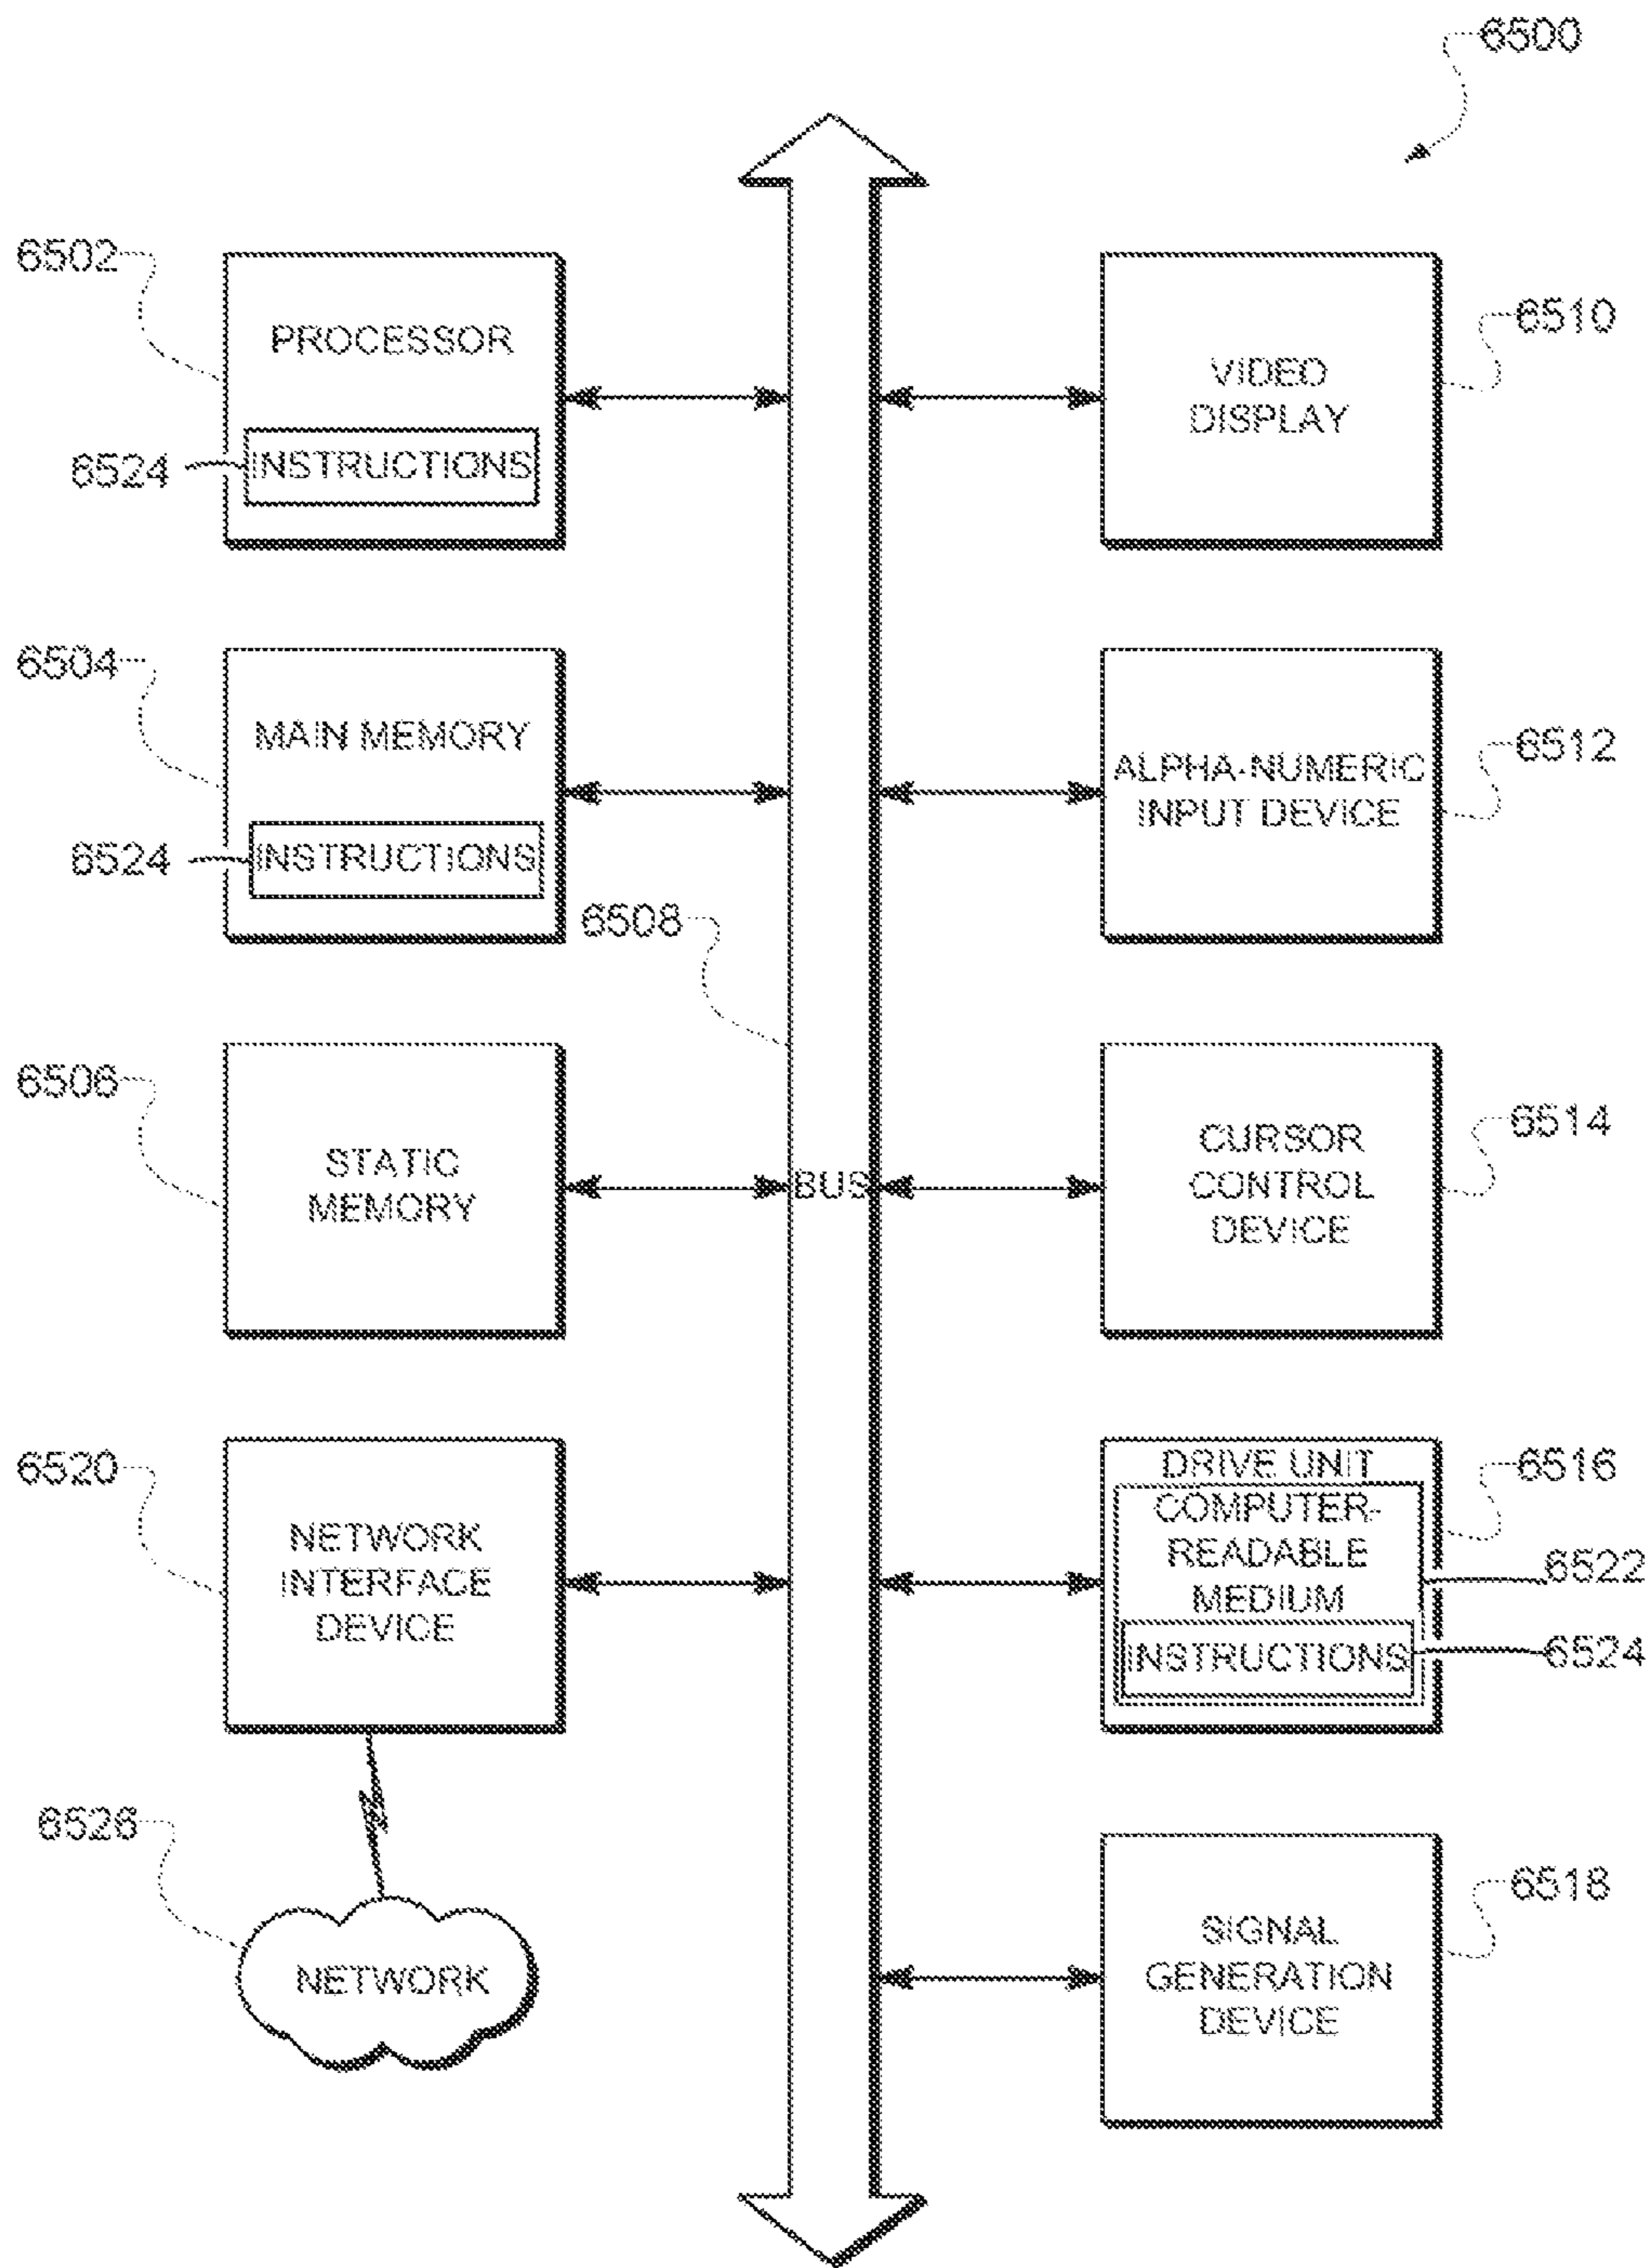 6500
6502
PROCESSOR
6524
INSTRUCTIONS
6510
VIDEO
DISPLAY
6504
MAIN MEMORY
6524
INSTRUCTIONS
6512
ALPHA-NUMERIC
INPUT DEVICE
6508
BUS
6506
STATIC
MEMORY
6514
CURSOR
CONTROL
DEVICE
6520
NETWORK
INTERFACE
DEVICE
6516
DRIVE UNIT
COMPUTER-
READABLE
MEDIUM
6522
INSTRUCTIONS
6524
6526
NETWORK
6518
SIGNAL
GENERATION
DEVICE